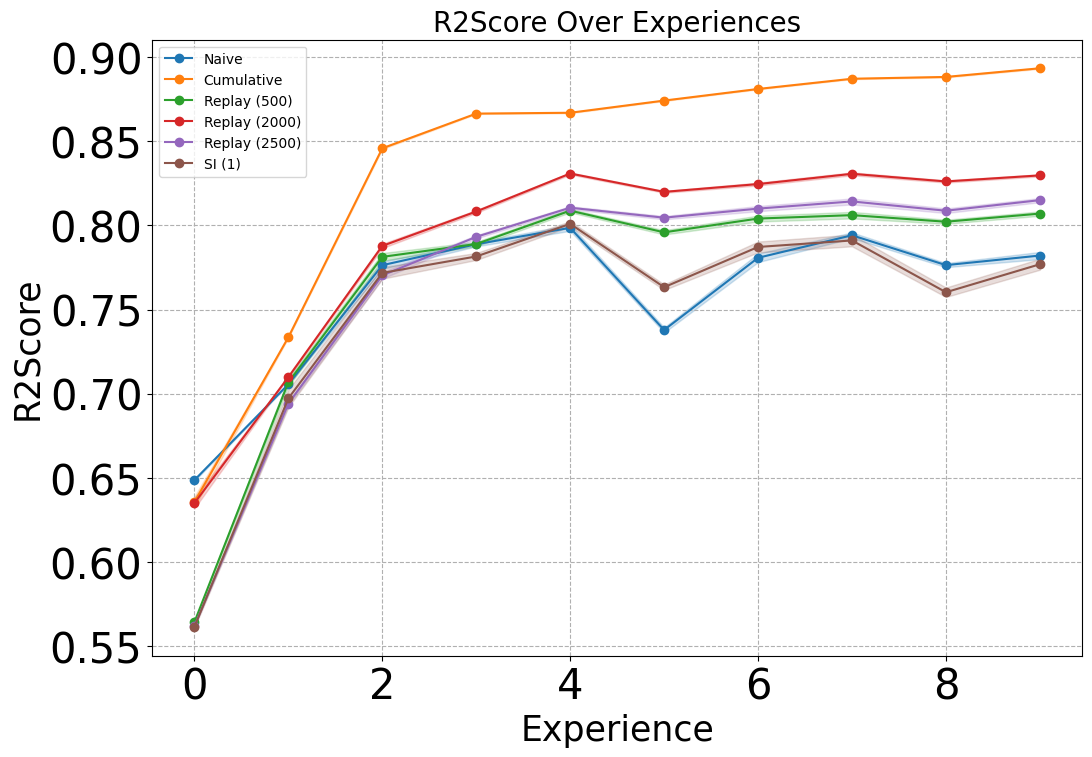 R2Score Over Experiences
0.90
0.85
0.80
0.75
0.70
0.65
0.60
0.55
R2Score
Naive
Cumulative
Replay (500)
Replay (2000)
Replay (2500)
SI (1)
0 2 4 6 8
Experience